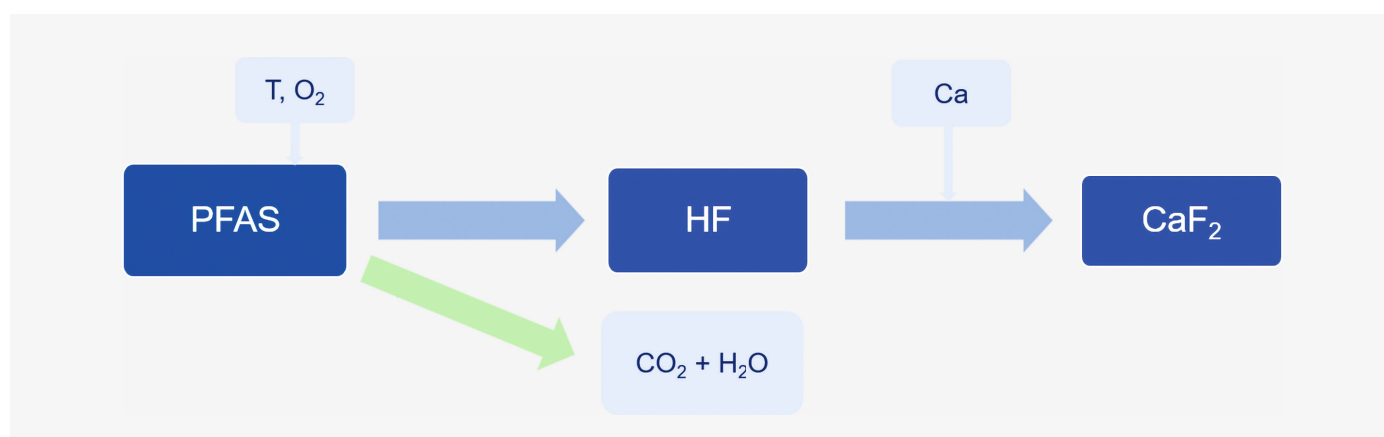 T, O₂
Ca
PFAS
HF
CaF₂
CO₂ + H₂O